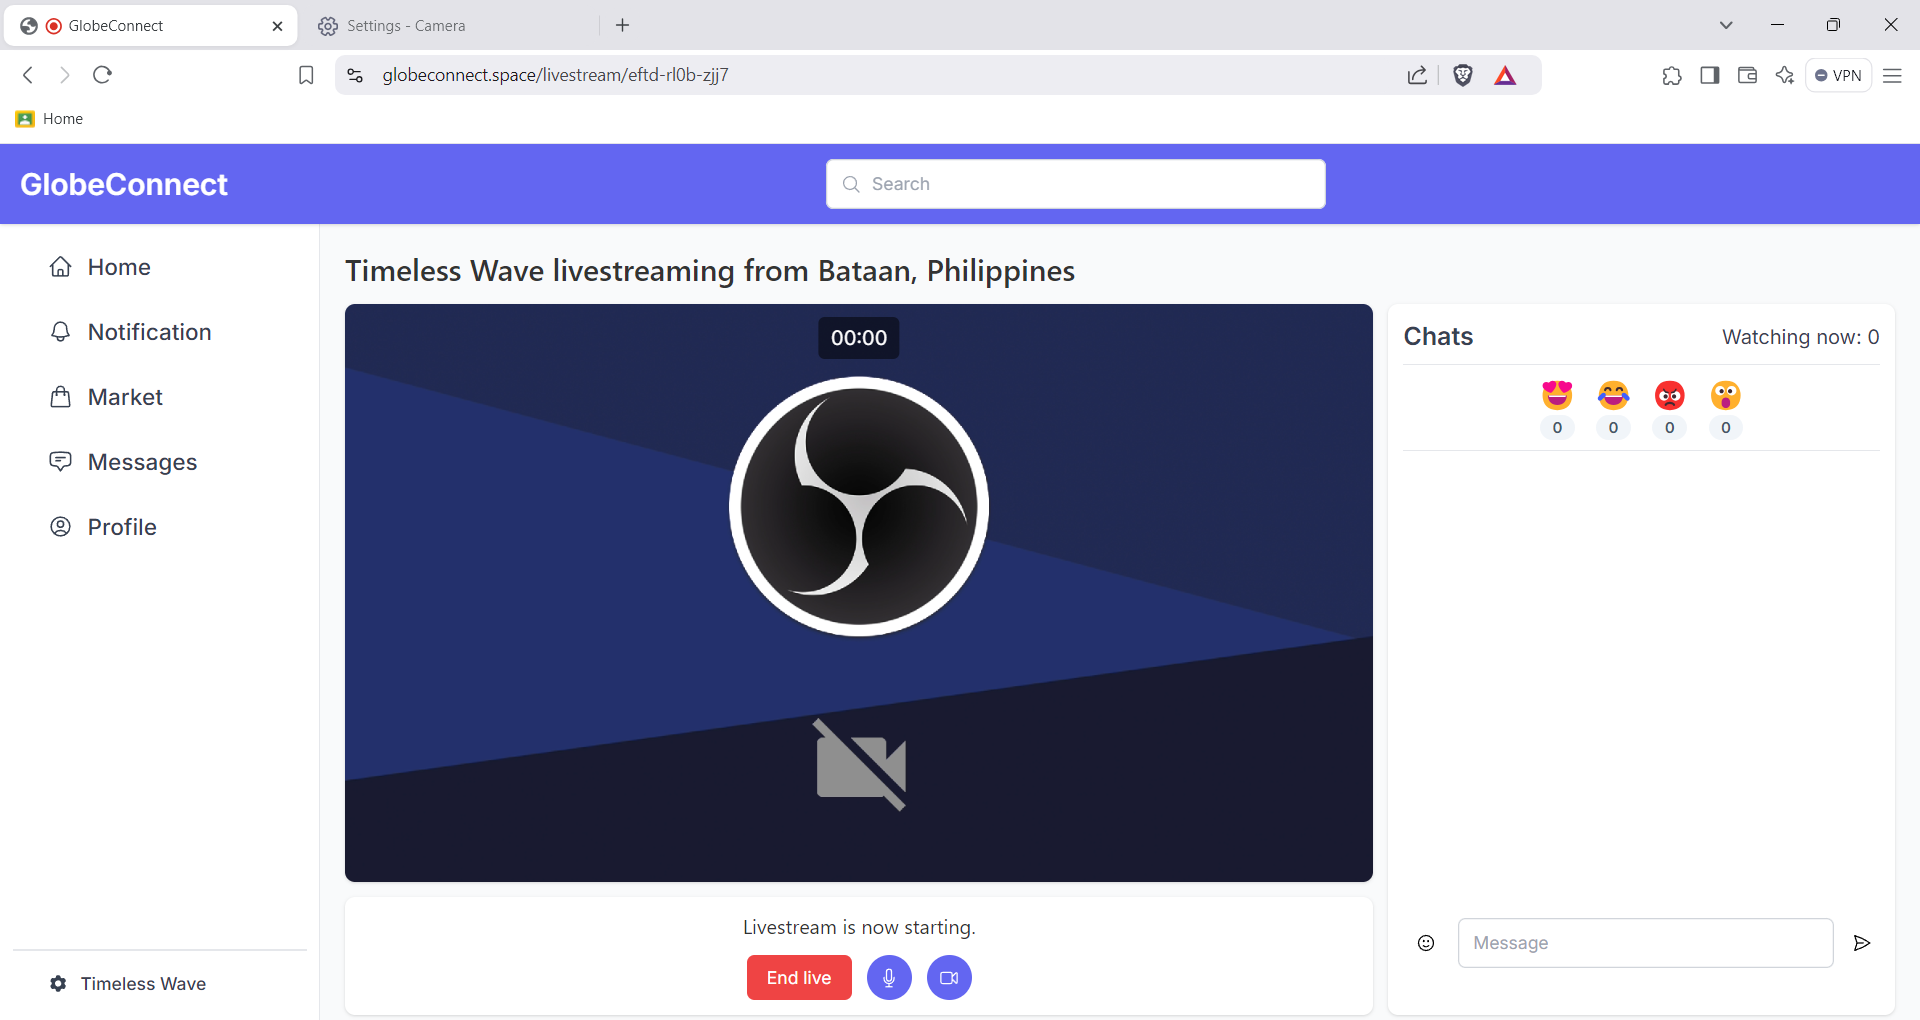 GlobeConnect
Settings - Camera
globeconnect.space/livestream/eftd-rl0b-zjj7
VPN
Home
GlobeConnect
Search
Home
Notification
Market
Messages
Profile
Timeless Wave
Timeless Wave livestreaming from Bataan, Philippines
00:00
Livestream is now starting.
End live
Chats
Watching now: 0
0 0 0 0
Message